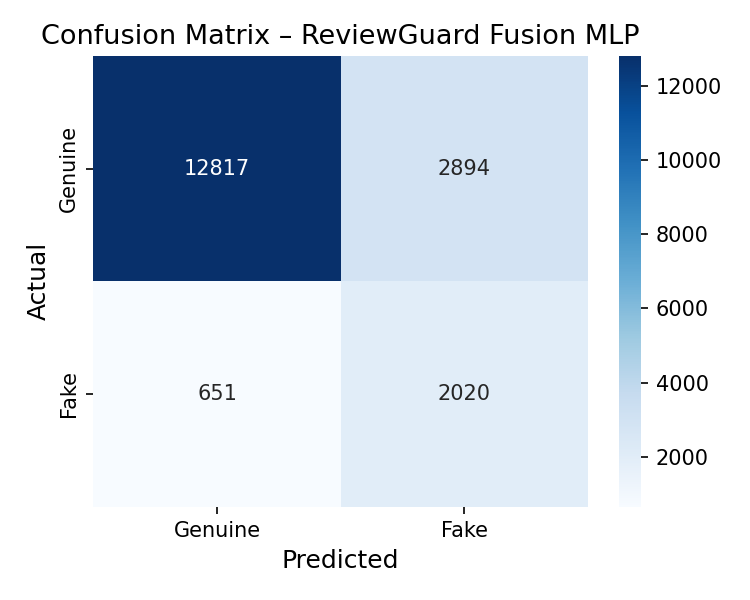 Confusion Matrix – ReviewGuard Fusion MLP
Actual
Genuine
Fake
12817
2894
651
2020
Genuine
Fake
Predicted
12000
10000
8000
6000
4000
2000